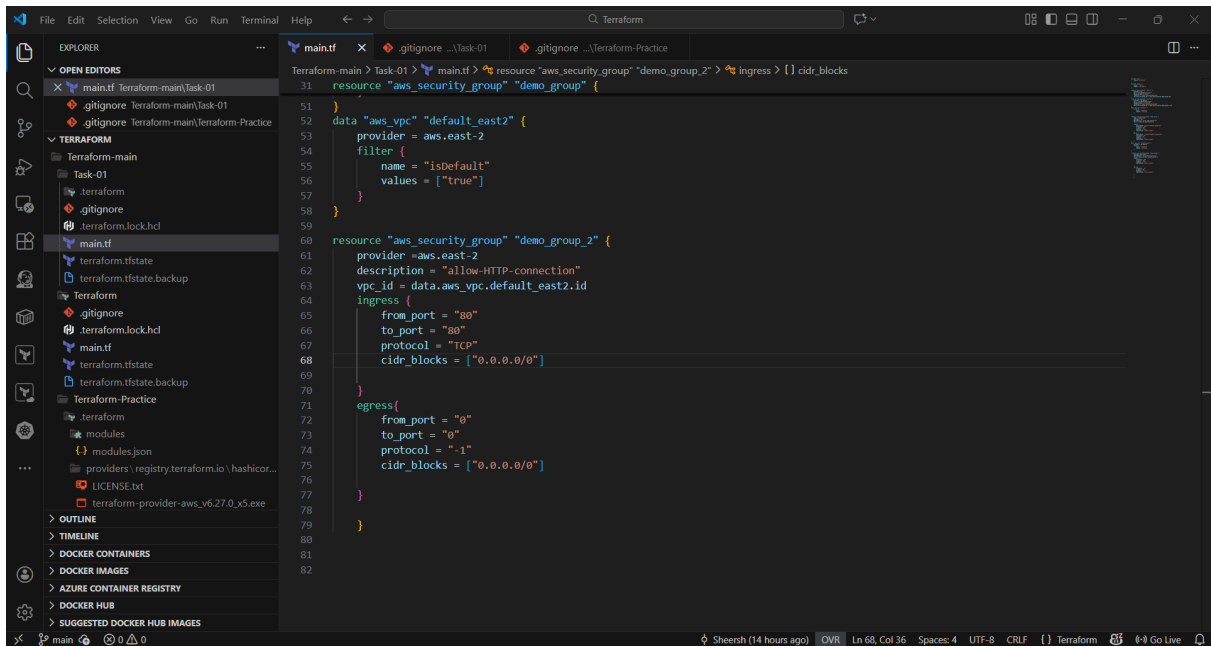 File Edit Selection View Go Run Terminal Help
Terraform
EXPLORER
OPEN EDITORS
main.tf Terraform-main\Task-01
.gitignore Terraform-main\Task-01
.gitignore Terraform-main\Terraform-Practice
TERRAFORM
Terraform-main
Task-01
.terraform
.gitignore
.terraform.lock.hcl
main.tf
terraform.tfstate
terraform.tfstate.backup
Terraform
.gitignore
.terraform.lock.hcl
main.tf
terraform.tfstate
terraform.tfstate.backup
Terraform-Practice
.terraform
modules
modules.json
providers\registry.terraform.io\hashicor...
LICENSE.txt
terraform-provider-aws_v6.27.0_x5.exe
OUTLINE
TIMELINE
DOCKER CONTAINERS
DOCKER IMAGES
AZURE CONTAINER REGISTRY
DOCKER HUB
SUGGESTED DOCKER HUB IMAGES
main.tf .gitignore ...\Task-01 .gitignore ...\Terraform-Practice
Terraform-main > Task-01 > main.tf > resource "aws_security_group" "demo_group_2" > ingress > [ ] cidr_blocks
31 resource "aws_security_group" "demo_group" {
51 }
52 data "aws_vpc" "default_east2" {
53 provider = aws.east-2
54 filter {
55 name = "isDefault"
56 values = ["true"]
57 }
58 }
59
60 resource "aws_security_group" "demo_group_2" {
61 provider =aws.east-2
62 description = "allow-HTTP-connection"
63 vpc_id = data.aws_vpc.default_east2.id
64 ingress {
65 from_port = "80"
66 to_port = "80"
67 protocol = "TCP"
68 cidr_blocks = ["0.0.0.0/0"]
69
70 }
71 egress{
72 from_port = "0"
73 to_port = "0"
74 protocol = "-1"
75 cidr_blocks = ["0.0.0.0/0"]
76
77 }
78
79 }
80
81
82
main 0 0 Sheersh (14 hours ago) OVR Ln 68, Col 36 Spaces: 4 UTF-8 CRLF { } Terraform Go Live